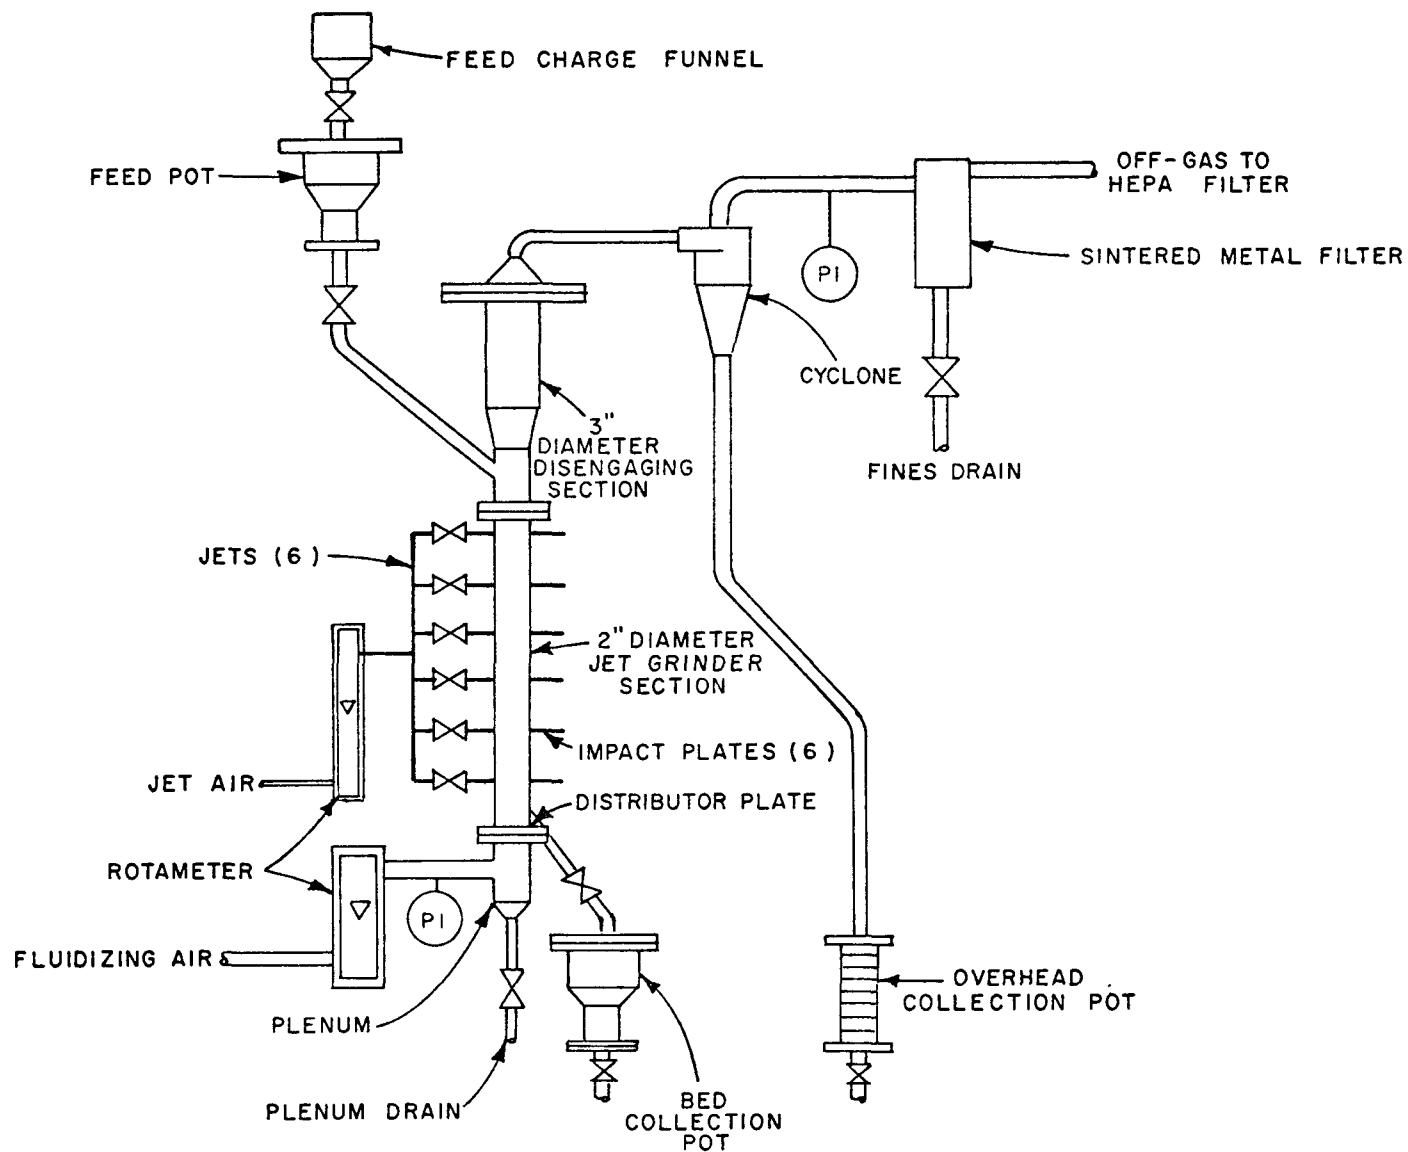 FEED CHARGE FUNNEL
FEED POT
OFF-GAS TO
HEPA FILTER
SINTERED METAL FILTER
PI
CYCLONE
3"
DIAMETER
DISENGAGING
SECTION
FINES DRAIN
JETS (6)
2" DIAMETER
JET GRINDER
SECTION
IMPACT PLATES (6)
JET AIR
DISTRIBUTOR PLATE
ROTAMETER
PI
FLUIDIZING AIR
OVERHEAD
COLLECTION POT
PLENUM
PLENUM DRAIN
BED
COLLECTION
POT